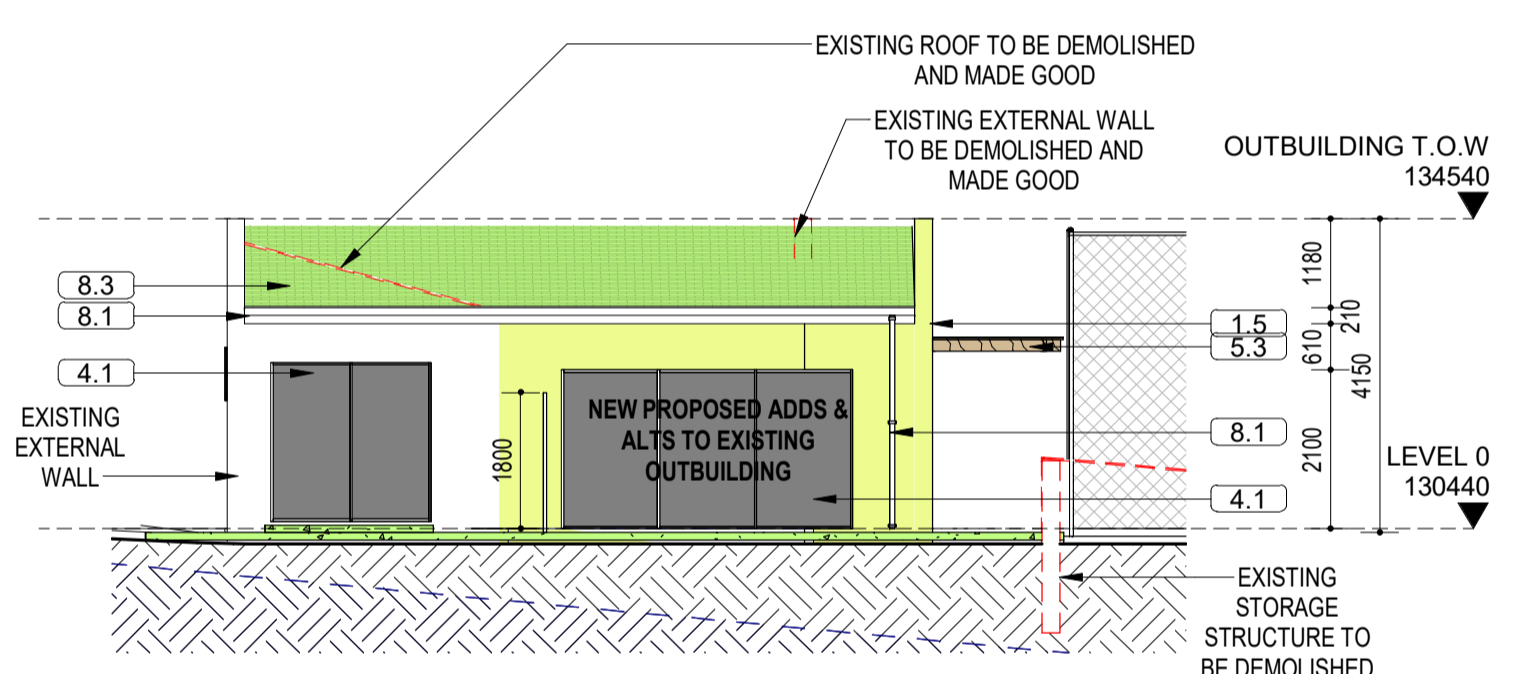 EXISTING ROOF TO BE DEMOLISHED
AND MADE GOOD
EXISTING EXTERNAL WALL
TO BE DEMOLISHED AND
MADE GOOD
OUTBUILDING T.O.W
134540
8.3
8.1
4.1
EXISTING
EXTERNAL
WALL
1800
NEW PROPOSED ADDS &
ALTS TO EXISTING
OUTBUILDING
1.5
5.3
8.1
4.1
1180
210
610
4150
2100
LEVEL 0
130440
EXISTING
STORAGE
STRUCTURE TO
BE DEMOLISHED